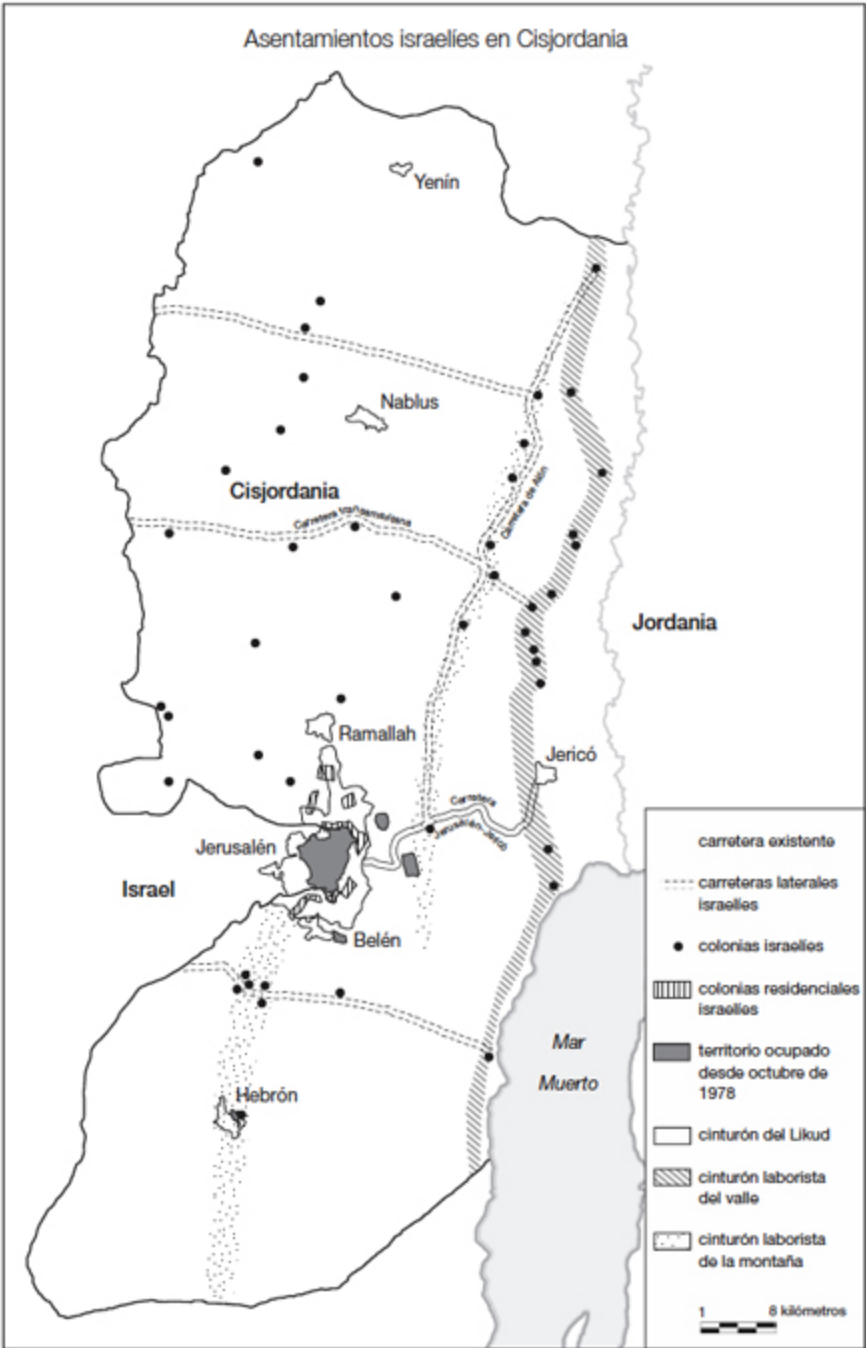 Asentamientos israelíes en Cisjordania
Yenín
Nablus
Cisjordania
Carretera transamariana
Carretera de Alón
Jordania
Ramallah
Jericó
Carretera
Jerusalén-Jericó
Jerusalén
Israel
Belén
Hebrón
Mar
Muerto
carretera existente
carreteras laterales
israelíes
colonias israelíes
colonias residenciales
israelíes
territorio ocupado
desde octubre de
1978
cinturón del Likud
cinturón laborista
del valle
cinturón laborista
de la montaña
1 8 kilómetros